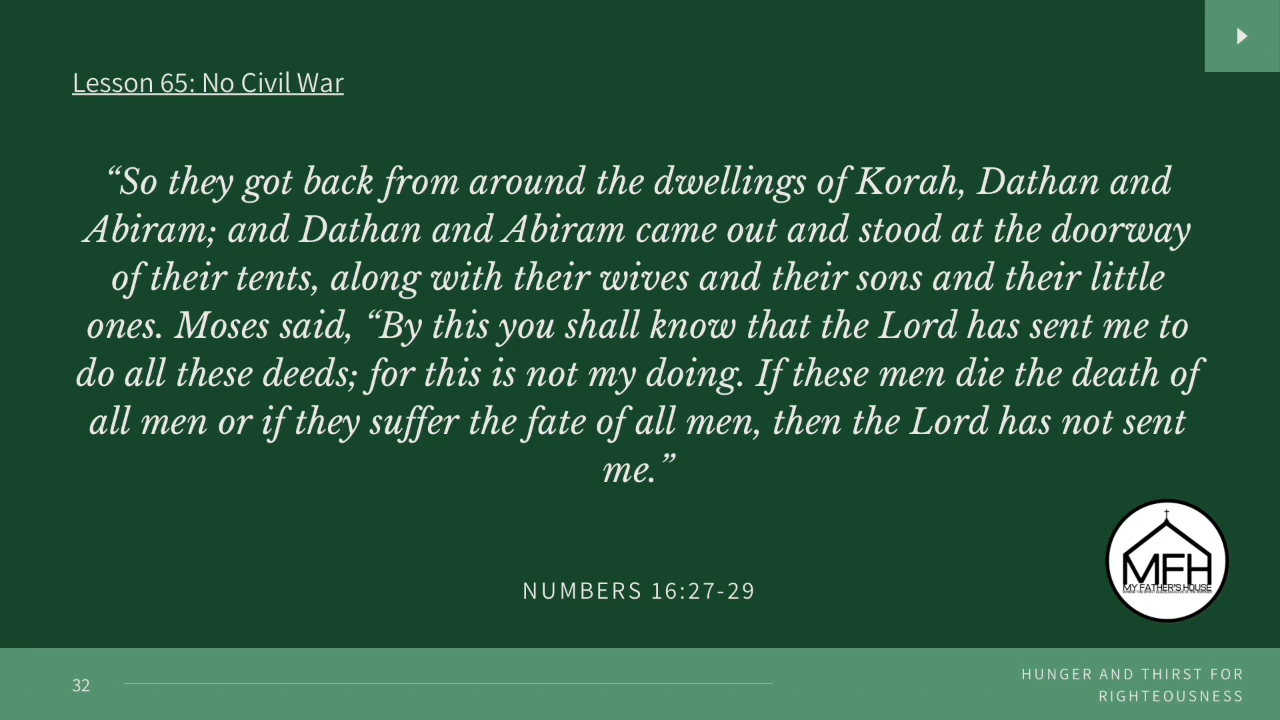 Lesson 65: No Civil War
“So they got back from around the dwellings of Korah, Dathan and
Abiram; and Dathan and Abiram came out and stood at the doorway
of their tents, along with their wives and their sons and their little
ones. Moses said, “By this you shall know that the Lord has sent me to
do all these deeds; for this is not my doing. If these men die the death of
all men or if they suffer the fate of all men, then the Lord has not sent
me.”
NUMBERS 16:27-29
MFH
MY FATHER'S HOUSE
32
HUNGER AND THIRST FOR
RIGHTEOUSNESS